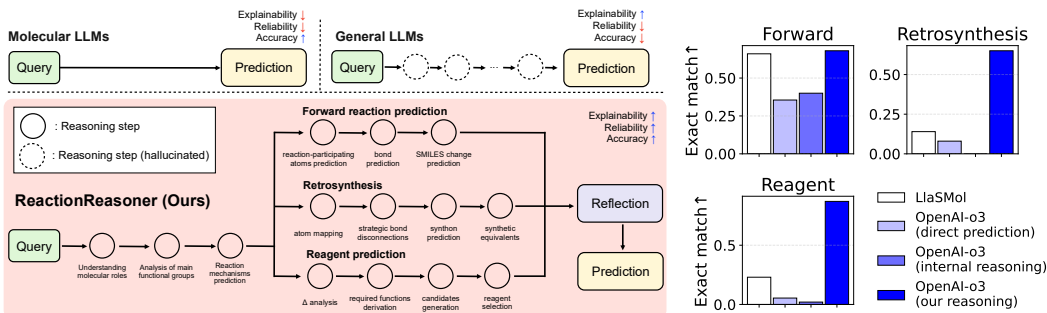 Molecular LLMs
Explainability ↓
Reliability ↓
Accuracy ↑
Query
Prediction
General LLMs
Explainability ↑
Reliability ↓
Accuracy ↓
Query
...
Prediction
: Reasoning step
: Reasoning step (hallucinated)
ReactionReasoner (Ours)
Explainability ↑
Reliability ↑
Accuracy ↑
Query
Understanding
molecular roles
Analysis of main
functional groups
Reaction
mechanisms
prediction
Forward reaction prediction
reaction-participating
atoms prediction
bond
prediction
SMILES change
prediction
Retrosynthesis
atom mapping
strategic bond
disconnections
synthon
prediction
synthetic
equivalents
Reagent prediction
Δ analysis
required functions
derivation
candidates
generation
reagent
selection
Reflection
Prediction
Forward
Exact match↑
0.50
0.25
0.00
Retrosynthesis
0.50
0.25
0.00
Reagent
Exact match↑
0.5
0.0
LlaSMol
OpenAI-o3
(direct prediction)
OpenAI-o3
(internal reasoning)
OpenAI-o3
(our reasoning)